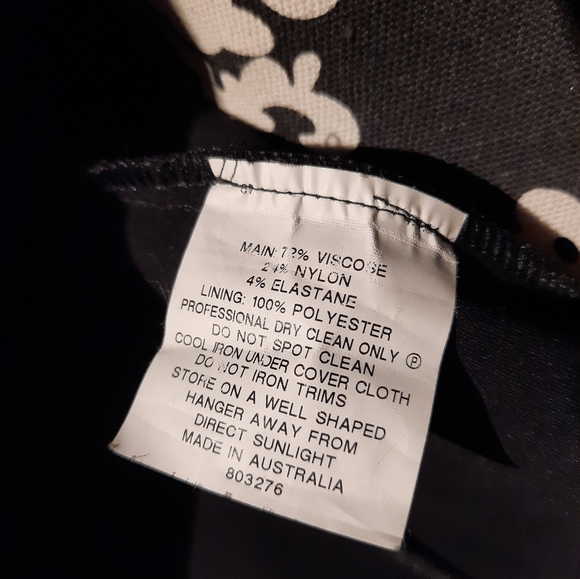 MAIN: 72% VISCOSE
24% NYLON
4% ELASTANE
LINING: 100% POLYESTER
PROFESSIONAL DRY CLEAN ONLY Ⓟ
DO NOT SPOT CLEAN
COOL IRON UNDER COVER CLOTH
DO NOT IRON TRIMS
STORE ON A WELL SHAPED
HANGER AWAY FROM
DIRECT SUNLIGHT
MADE IN AUSTRALIA
803276